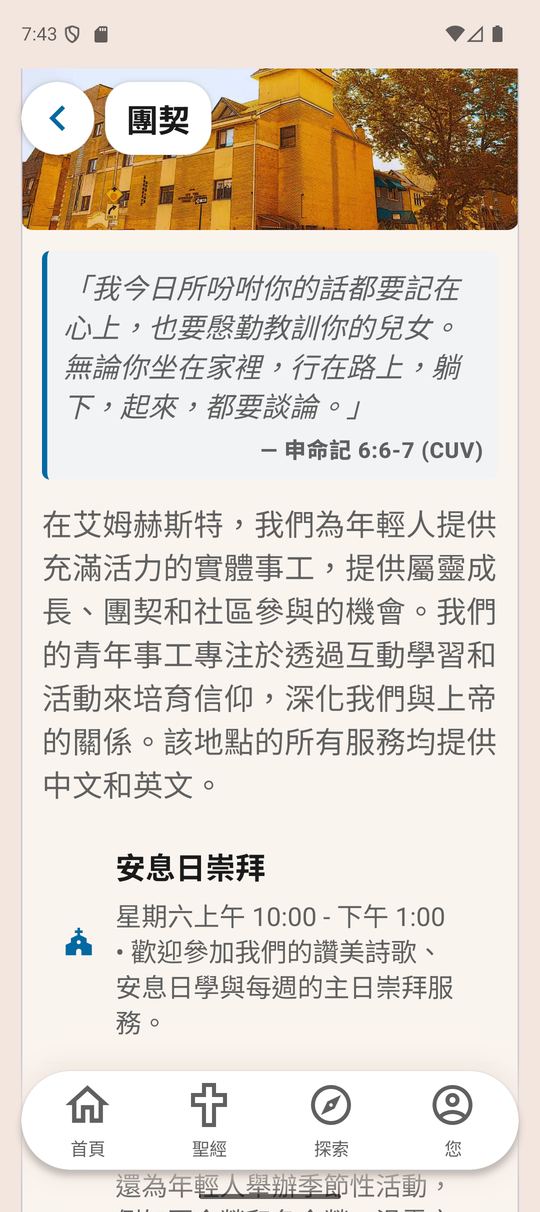 7:43
團契
「我今日所吩咐你的話都要記在
心上，也要慇勤教訓你的兒女。
無論你坐在家裡，行在路上，躺
下，起來，都要談論。」
— 申命記 6:6-7 (CUV)
在艾姆赫斯特，我們為年輕人提供
充滿活力的實體事工，提供屬靈成
長、團契和社區參與的機會。我們
的青年事工專注於透過互動學習和
活動來培育信仰，深化我們與上帝
的關係。該地點的所有服務均提供
中文和英文。
安息日崇拜
星期六上午 10:00 - 下午 1:00
• 歡迎參加我們的讚美詩歌、
安息日學與每週的主日崇拜服
務。
首頁
聖經
探索
您
還為年輕人舉辦季節性活動，